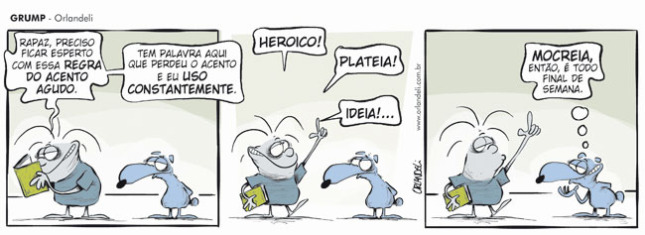 GRUMP - Orlandeli
RAPAZ, PRECISO
FICAR ESPERTO
COM ESSA REGRA
DO ACENTO
AGUDO.
TEM PALAVRA AQUI
QUE PERDEU O ACENTO
E EU USO
CONSTANTEMENTE.
HEROICO!
PLATEIA!
IDEIA!...
www.orlandeli.com.br
ORLANDELI
MOCREIA,
ENTÃO, É TODO
FINAL DE
SEMANA.